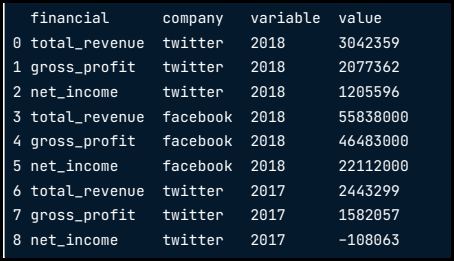 financial company variable value
0 total_revenue twitter 2018 3042359
1 gross_profit twitter 2018 2077362
2 net_income twitter 2018 1205596
3 total_revenue facebook 2018 55838000
4 gross_profit facebook 2018 46483000
5 net_income facebook 2018 22112000
6 total_revenue twitter 2017 2443299
7 gross_profit twitter 2017 1582057
8 net_income twitter 2017 -108063